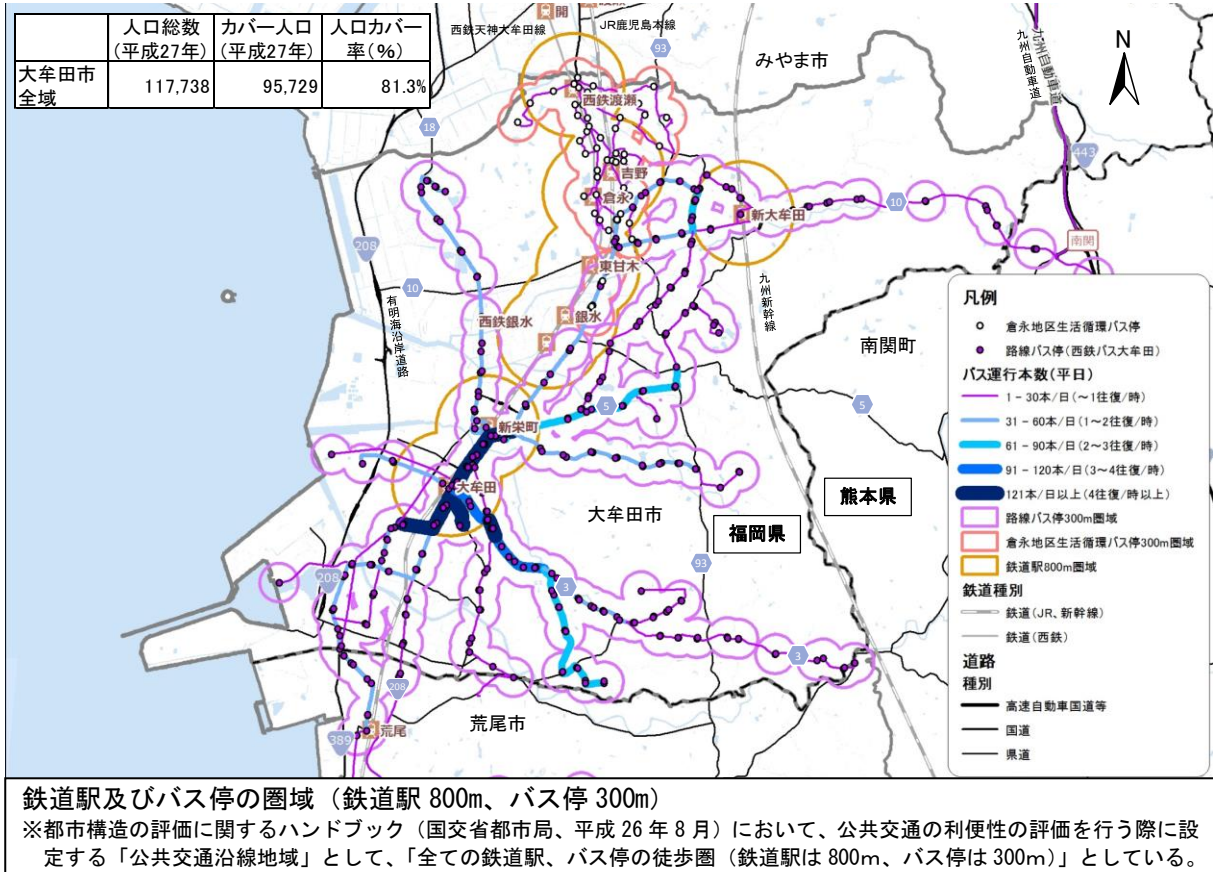 人口総数 カバー人口 人口カバー
(平成27年) (平成27年) 率(%)
大牟田市
全域 117,738 95,729 81.3%
開
西鉄天神大牟田線
JR鹿児島本線
93
みやま市
九州自動車道
九州自動車道
N
西鉄渡瀬
18
443
吉野
倉永
新大牟田
10
208
南関
東甘木
10
有明海沿岸道路
九州新幹線
西鉄銀水
銀水
南関町
5
5
新栄町
大牟田
大牟田市
熊本県
福岡県
93
208
3
3
208
荒尾市
荒尾
389
凡例
倉永地区生活循環バス停
路線バス停(西鉄バス大牟田)
バス運行本数(平日)
1 - 30本/日(~1往復/時)
31 - 60本/日(1~2往復/時)
61 - 90本/日(2~3往復/時)
91 - 120本/日(3~4往復/時)
121本/日以上(4往復/時以上)
路線バス停300m圏域
倉永地区生活循環バス停300m圏域
鉄道駅800m圏域
鉄道種別
鉄道(JR、新幹線)
鉄道(西鉄)
道路
種別
高速自動車国道等
国道
県道
鉄道駅及びバス停の圏域(鉄道駅 800m、バス停 300m)
※都市構造の評価に関するハンドブック(国交省都市局、平成 26 年 8 月)において、公共交通の利便性の評価を行う際に設
定する「公共交通沿線地域」として、「全ての鉄道駅、バス停の徒歩圏(鉄道駅は 800m、バス停は 300m)」としている。